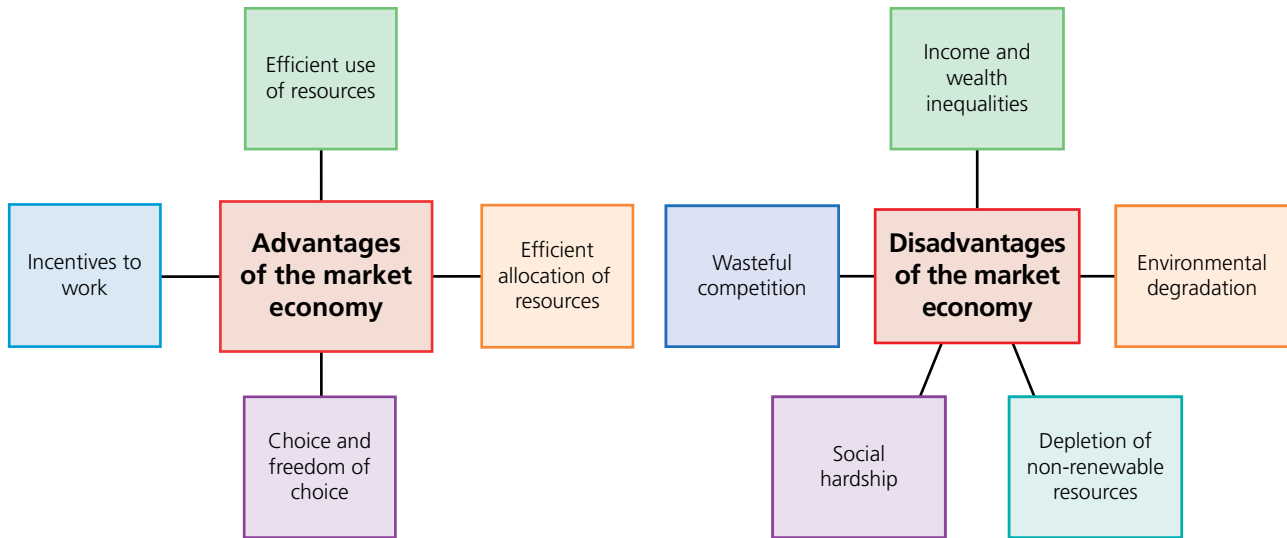 Efficient use
of resources
Incentives to
work
Advantages
of the market
economy
Efficient
allocation of
resources
Choice and
freedom of
choice
Income and
wealth
inequalities
Wasteful
competition
Disadvantages
of the market
economy
Environmental
degradation
Social
hardship
Depletion of
non-renewable
resources